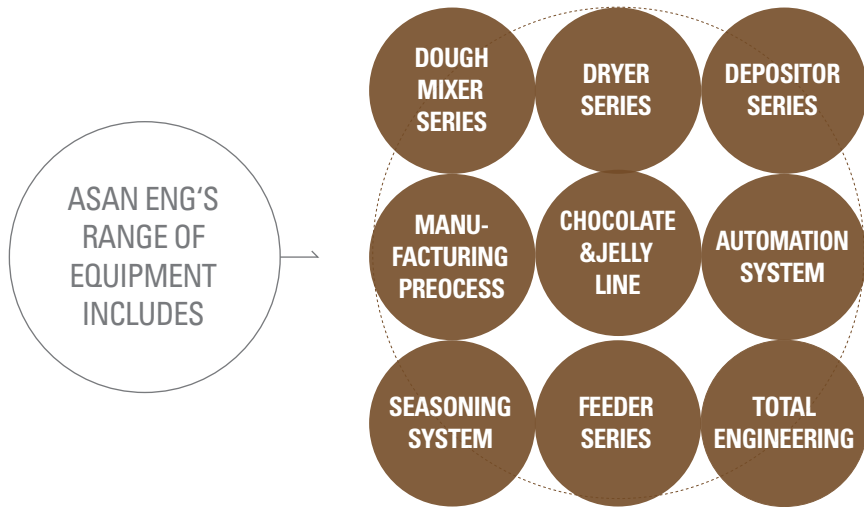 ASAN ENG‘S
RANGE OF
EQUIPMENT
INCLUDES
DOUGH
MIXER
SERIES
DRYER
SERIES
DEPOSITOR
SERIES
MANU-
FACTURING
PREOCESS
CHOCOLATE
&JELLY
LINE
AUTOMATION
SYSTEM
SEASONING
SYSTEM
FEEDER
SERIES
TOTAL
ENGINEERING